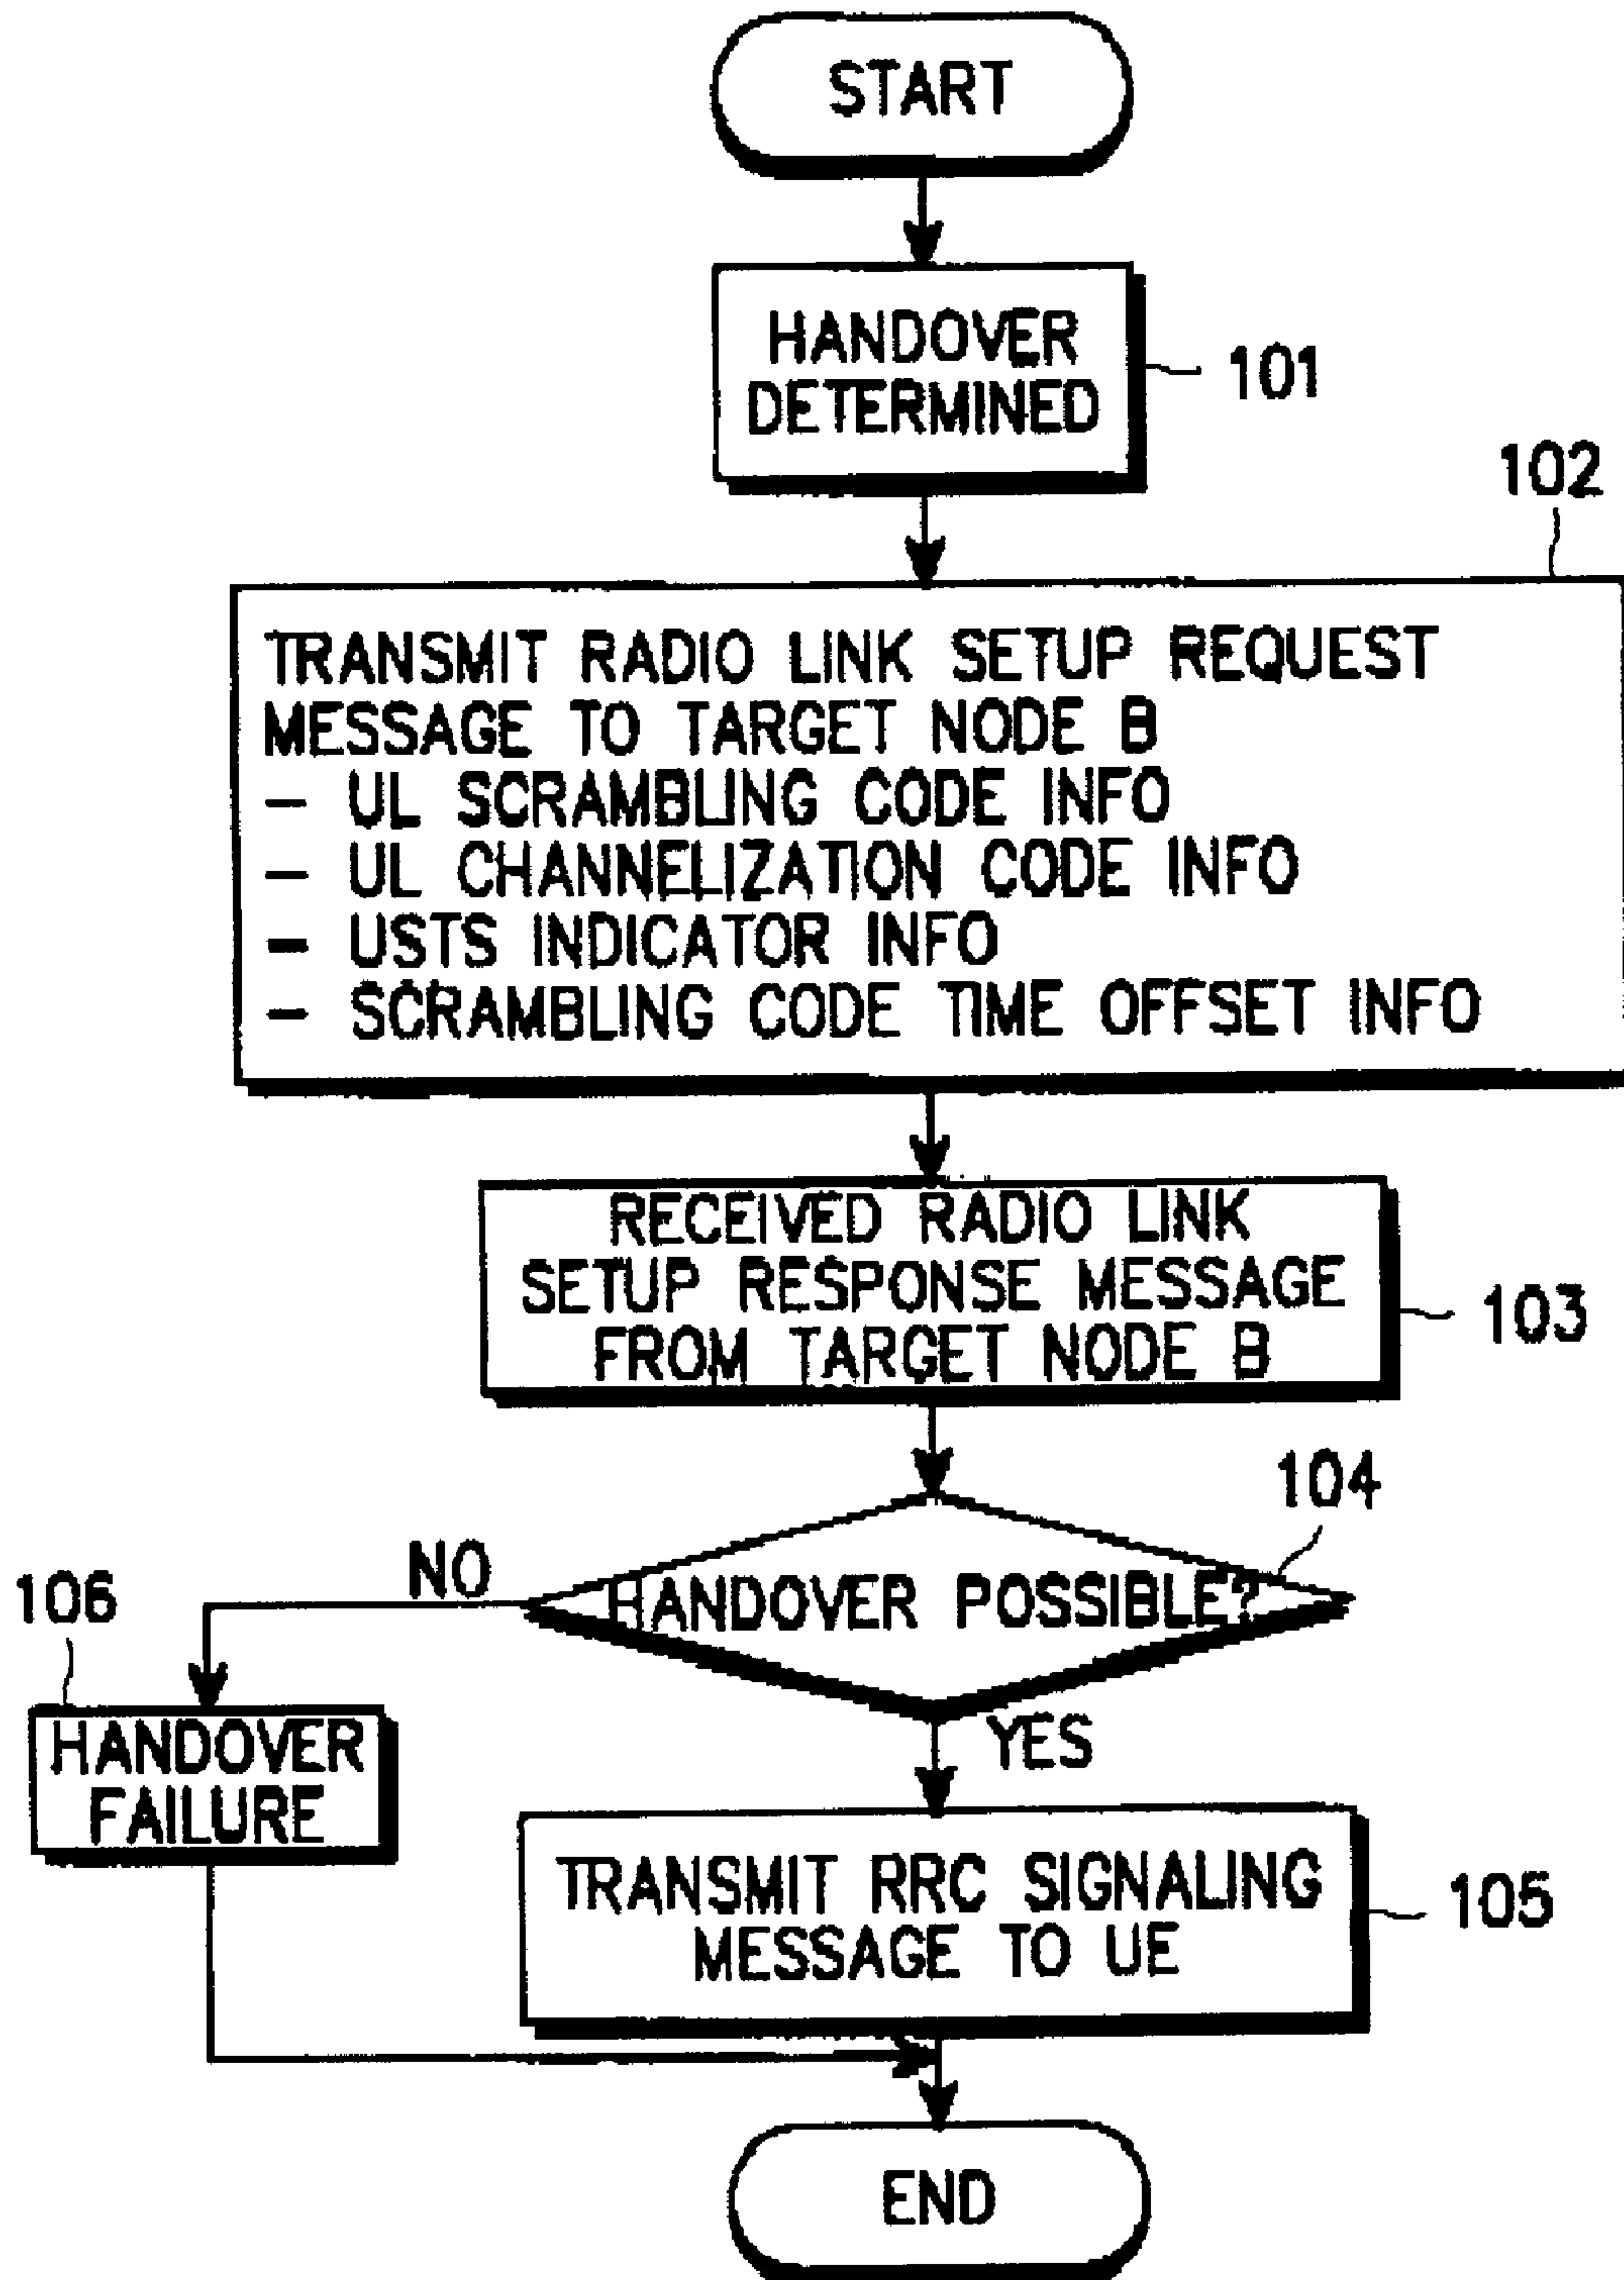 START
HANDOVER
DETERMINED
101
102
TRANSMIT RADIO LINK SETUP REQUEST
MESSAGE TO TARGET NODE B
- UL SCRAMBLING CODE INFO
- UL CHANNELIZATION CODE INFO
- USTS INDICATOR INFO
- SCRAMBLING CODE TIME OFFSET INFO
RECEIVED RADIO LINK
SETUP RESPONSE MESSAGE
FROM TARGET NODE B
103
104
HANDOVER POSSIBLE?
NO
106
HANDOVER
FAILURE
YES
TRANSMIT RRC SIGNALING
MESSAGE TO UE
105
END